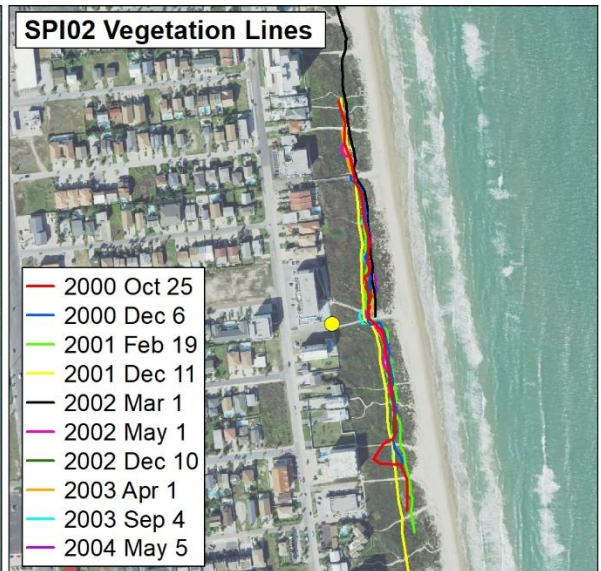 SPI02 Vegetation Lines
2000 Oct 25
2000 Dec 6
2001 Feb 19
2001 Dec 11
2002 Mar 1
2002 May 1
2002 Dec 10
2003 Apr 1
2003 Sep 4
2004 May 5